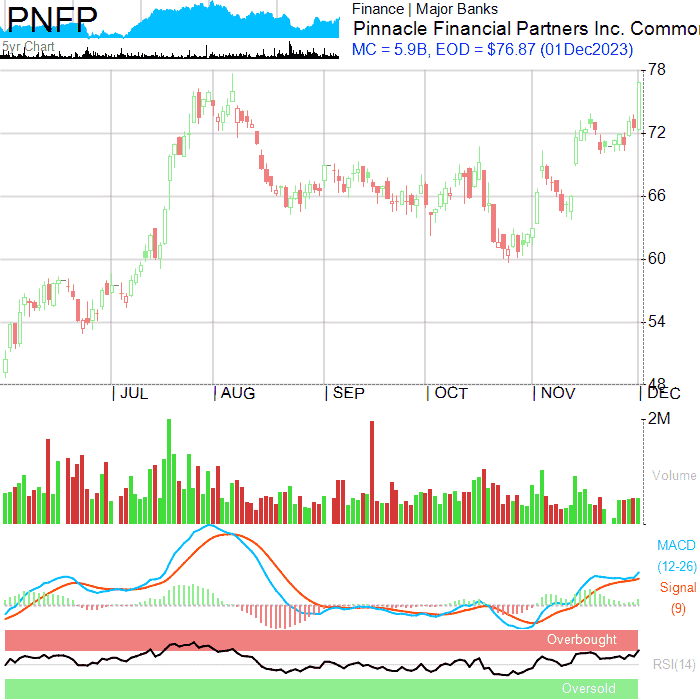 PNFP
5yr Chart
Finance | Major Banks
Pinnacle Financial Partners Inc. Common
MC = 5.9B, EOD = $76.87 (01Dec2023)
78
72
66
60
54
48
| JUL | AUG | SEP | OCT | NOV | DEC
2M
Volume
MACD
(12-26)
Signal
(9)
Overbought
RSI(14)
Oversold